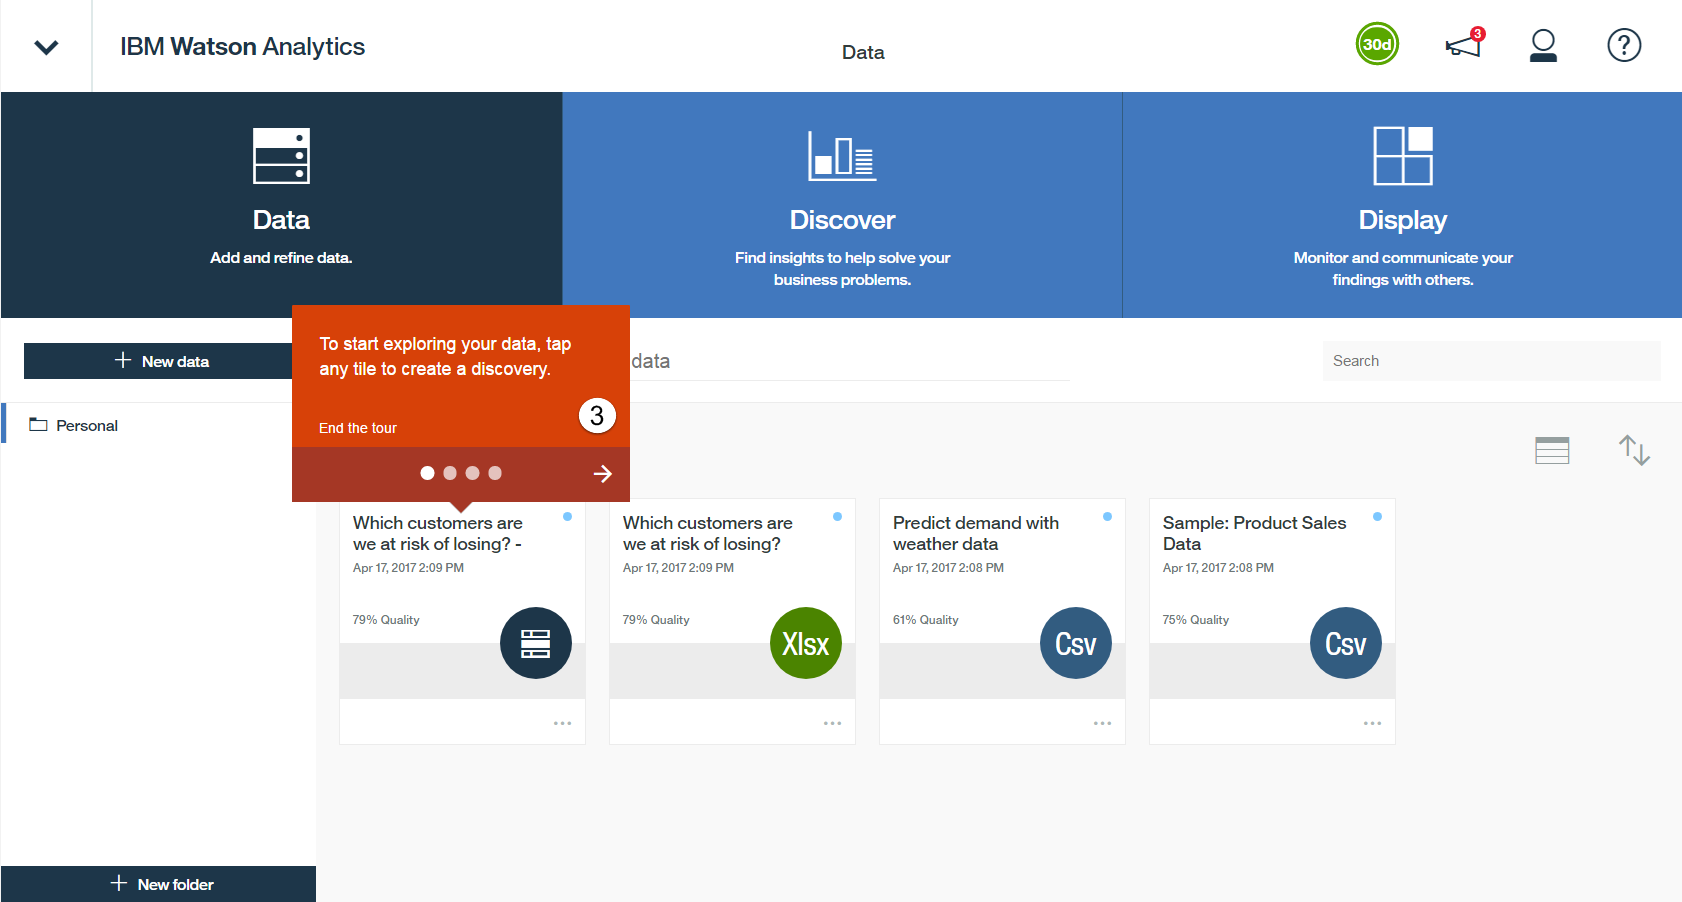 IBM Watson Analytics
Data
30d
3
?
Data
Add and refine data.
Discover
Find insights to help solve your
business problems.
Display
Monitor and communicate your
findings with others.
New data
To start exploring your data, tap
any tile to create a discovery.
End the tour
3
data
Search
Personal
Which customers are
we at risk of losing? -
Apr 17, 2017 2:09 PM
79% Quality
Which customers are
we at risk of losing?
Apr 17, 2017 2:09 PM
79% Quality
Xlsx
Predict demand with
weather data
Apr 17, 2017 2:08 PM
61% Quality
Csv
Sample: Product Sales
Data
Apr 17, 2017 2:08 PM
75% Quality
Csv
New folder